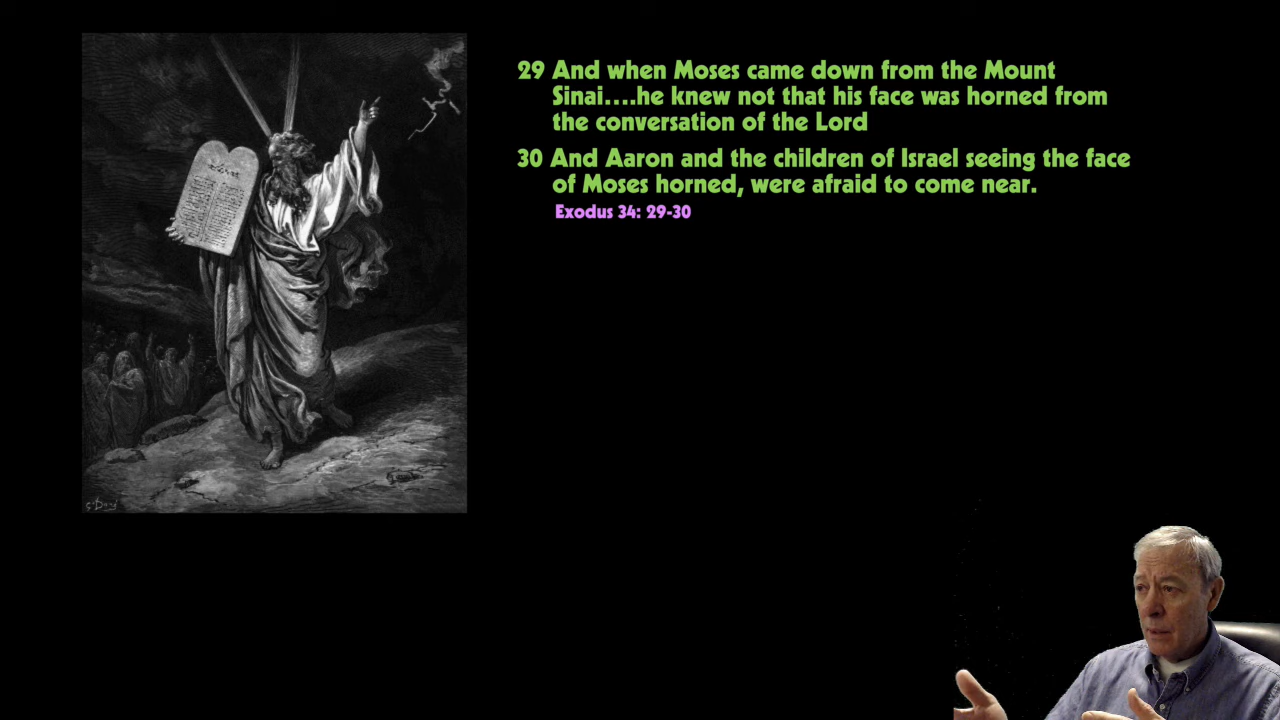 29 And when Moses came down from the Mount
Sinai....he knew not that his face was horned from
the conversation of the Lord
30 And Aaron and the children of Israel seeing the face
of Moses horned, were afraid to come near.
Exodus 34: 29-30